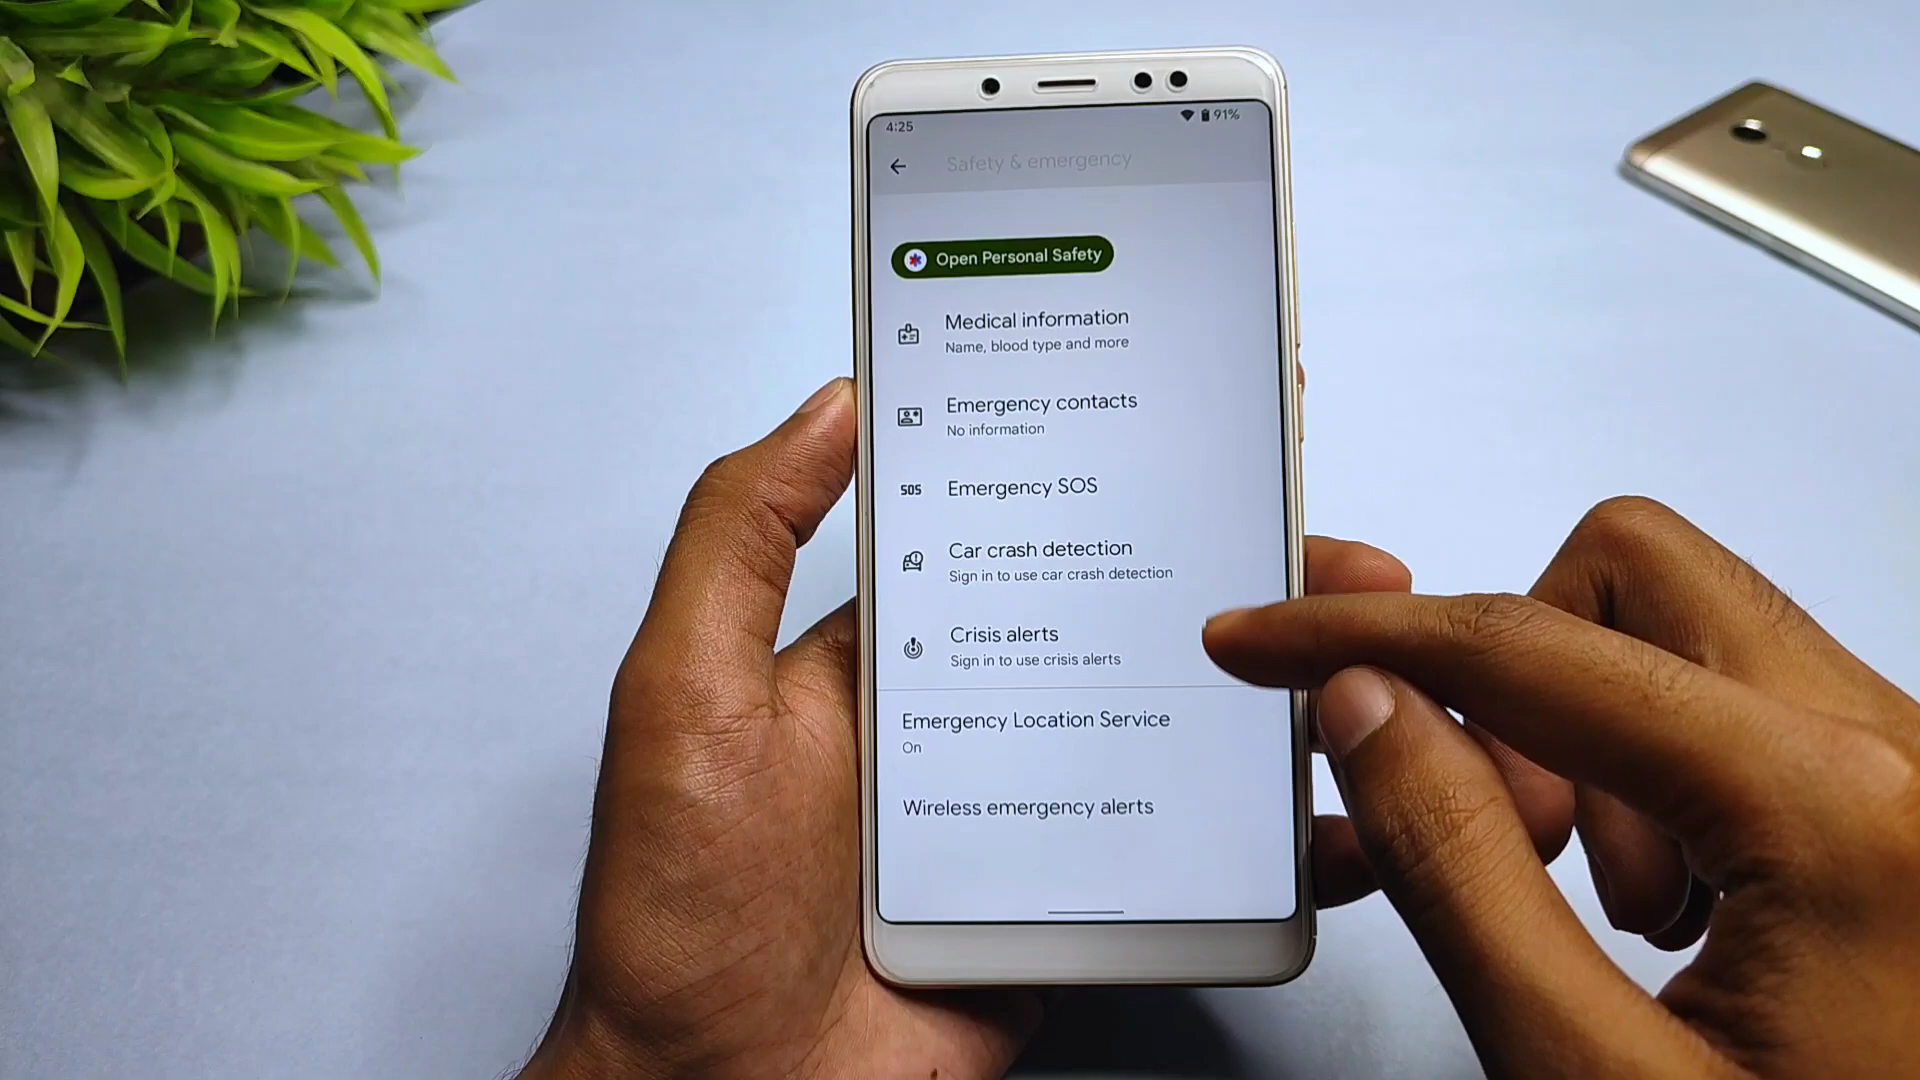 4:25
91%
Safety & emergency
Open Personal Safety
Medical information
Name, blood type and more
Emergency contacts
No information
SOS
Emergency SOS
Car crash detection
Sign in to use car crash detection
Crisis alerts
Sign in to use crisis alerts
Emergency Location Service
On
Wireless emergency alerts